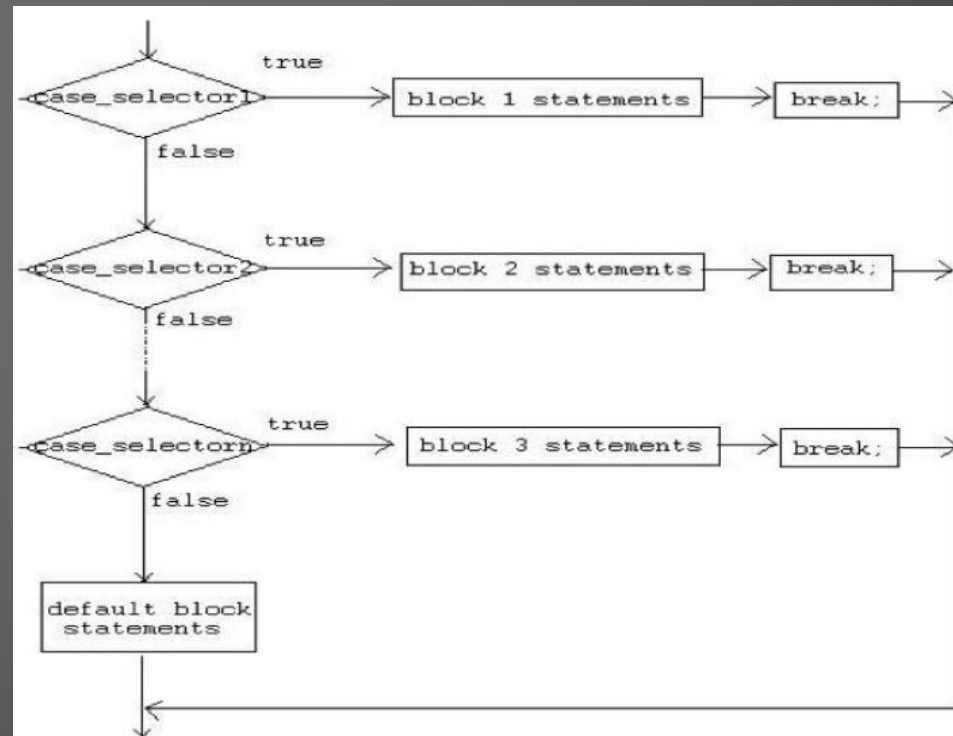 true
case_selector1
block 1 statements
break;
false
true
case_selector2
block 2 statements
break;
false
true
case_selectorn
block 3 statements
break;
false
default block
statements